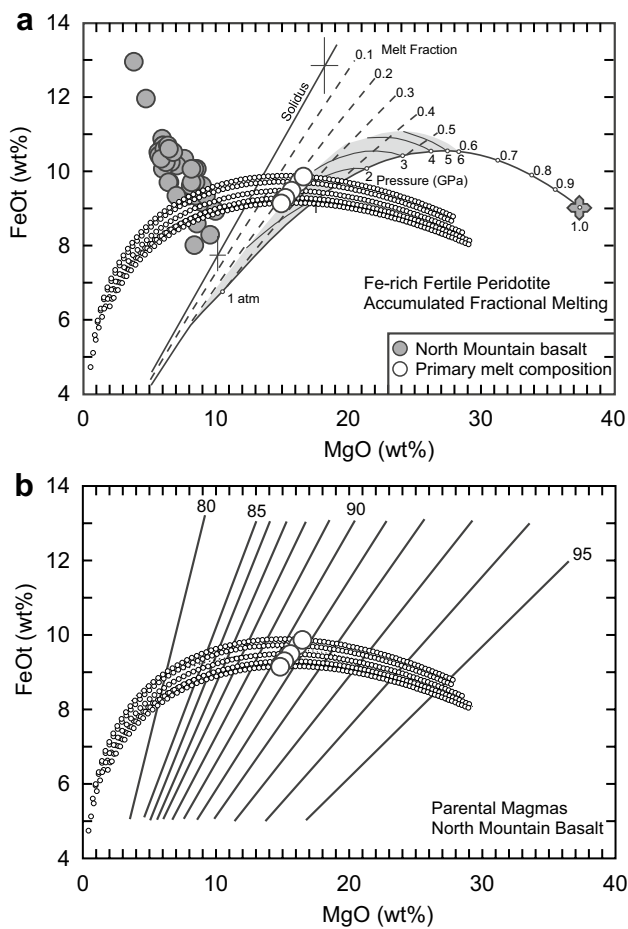 a
14
12
10
8
6
4
FeOt (wt%)
Solidus
0.1
Melt Fraction
0.2
0.3
0.4
0.5
0.6
0.7
0.8
0.9
1.0
2
3
4
5
6
Pressure (GPa)
1 atm
Fe-rich Fertile Peridotite
Accumulated Fractional Melting
North Mountain basalt
Primary melt composition
0
10
20
30
40
MgO (wt%)
b
14
12
10
8
6
4
FeOt (wt%)
80
85
90
95
Parental Magmas
North Mountain Basalt
0
10
20
30
40
MgO (wt%)